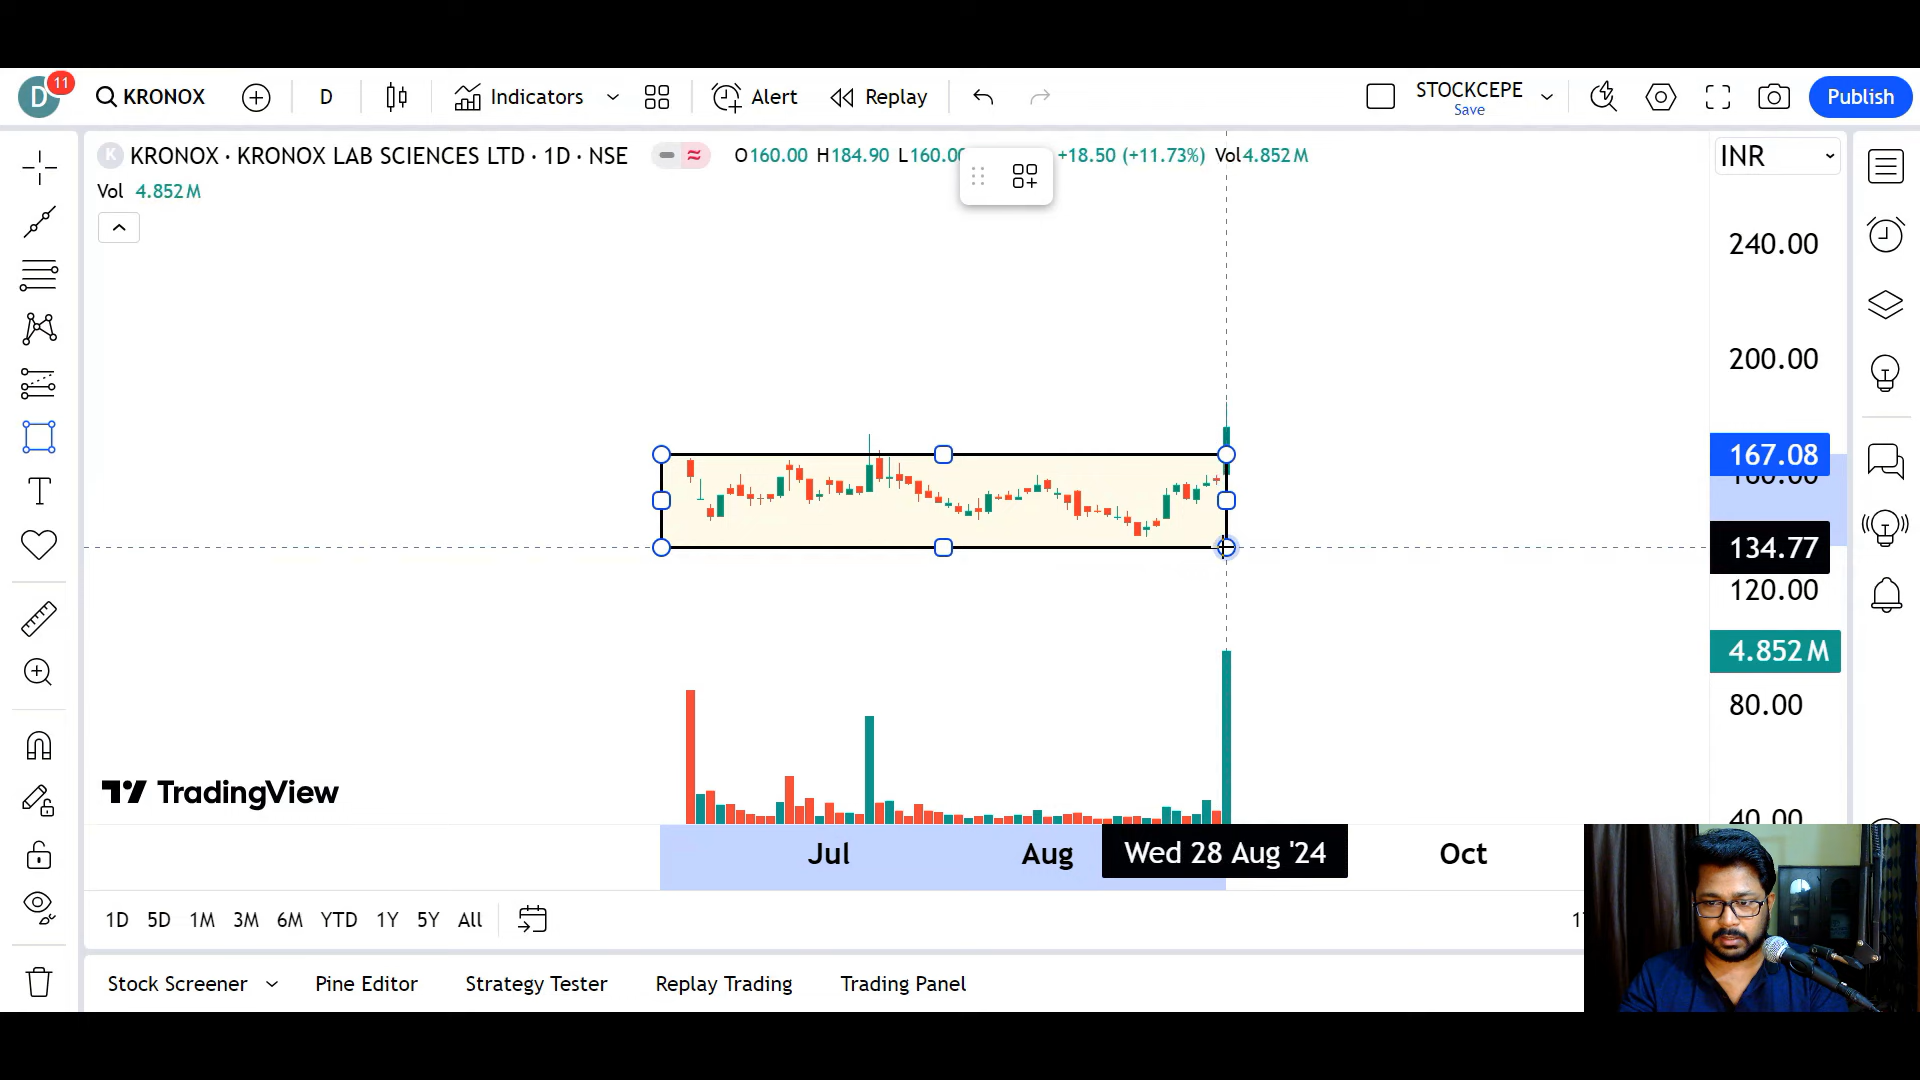 D 11 KRONOX D Indicators Alert Replay STOCKCEPE Save Publish
K KRONOX · KRONOX LAB SCIENCES LTD · 1D · NSE O160.00 H184.90 L160.0 +18.50 (+11.73%) Vol4.852M INR
Vol 4.852M
240.00
200.00
167.08
160.00
134.77
120.00
4.852M
80.00
TradingView
40.00
Jul Aug Wed 28 Aug '24 Oct
1D 5D 1M 3M 6M YTD 1Y 5Y All 17
Stock Screener Pine Editor Strategy Tester Replay Trading Trading Panel